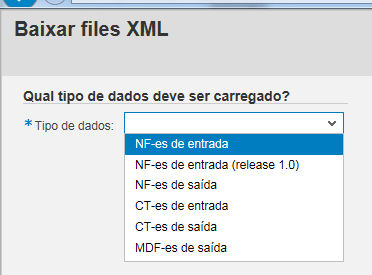 Baixar files XML
Qual tipo de dados deve ser carregado?
* Tipo de dados:
NF-es de entrada
NF-es de entrada (release 1.0)
NF-es de saída
CT-es de entrada
CT-es de saída
MDF-es de saída